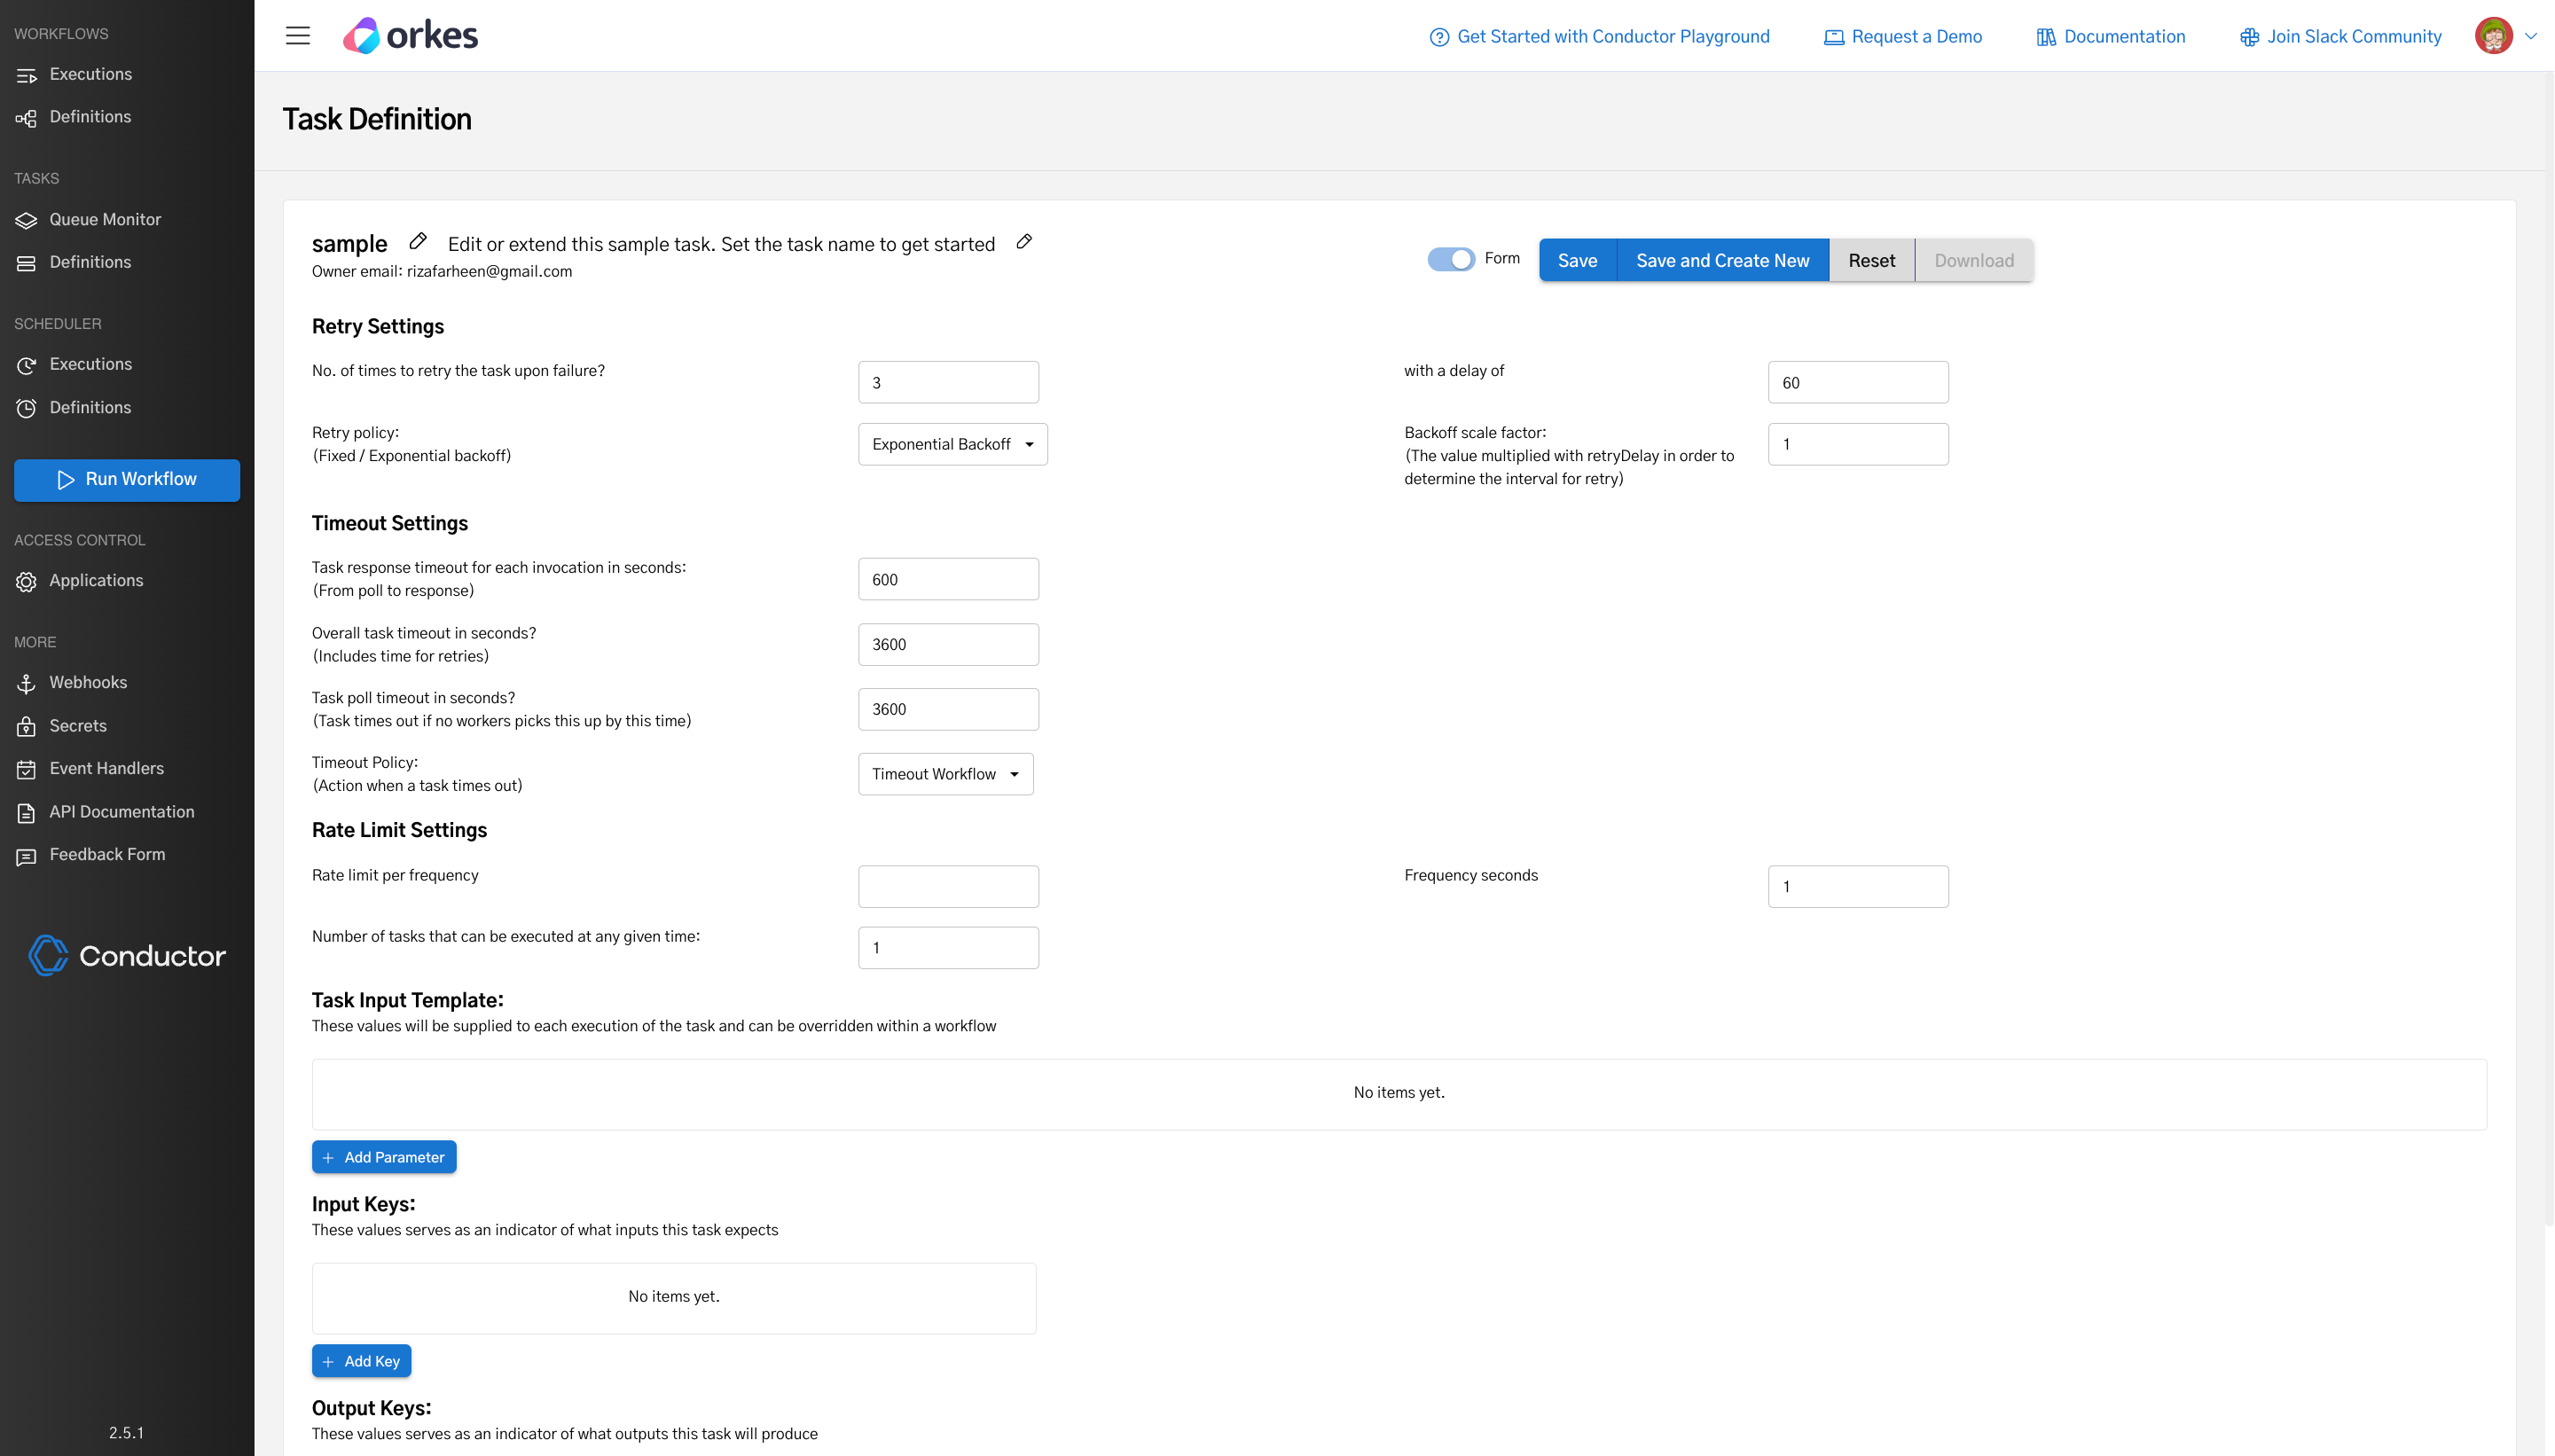 WORKFLOWS
Executions
Definitions
TASKS
Queue Monitor
Definitions
SCHEDULER
Executions
Definitions
Run Workflow
ACCESS CONTROL
Applications
MORE
Webhooks
Secrets
Event Handlers
API Documentation
Feedback Form
Conductor
2.5.1
orkes
Get Started with Conductor Playground
Request a Demo
Documentation
Join Slack Community
Task Definition
sample
Edit or extend this sample task. Set the task name to get started
Owner email: rizafarheen@gmail.com
Form
Save
Save and Create New
Reset
Download
Retry Settings
No. of times to retry the task upon failure?
3
with a delay of
60
Retry policy:
(Fixed / Exponential backoff)
Exponential Backoff
Backoff scale factor:
(The value multiplied with retryDelay in order to
determine the interval for retry)
1
Timeout Settings
Task response timeout for each invocation in seconds:
(From poll to response)
600
Overall task timeout in seconds?
(Includes time for retries)
3600
Task poll timeout in seconds?
(Task times out if no workers picks this up by this time)
3600
Timeout Policy:
(Action when a task times out)
Timeout Workflow
Rate Limit Settings
Rate limit per frequency
Frequency seconds
1
Number of tasks that can be executed at any given time:
1
Task Input Template:
These values will be supplied to each execution of the task and can be overridden within a workflow
No items yet.
Add Parameter
Input Keys:
These values serves as an indicator of what inputs this task expects
No items yet.
Add Key
Output Keys:
These values serves as an indicator of what outputs this task will produce